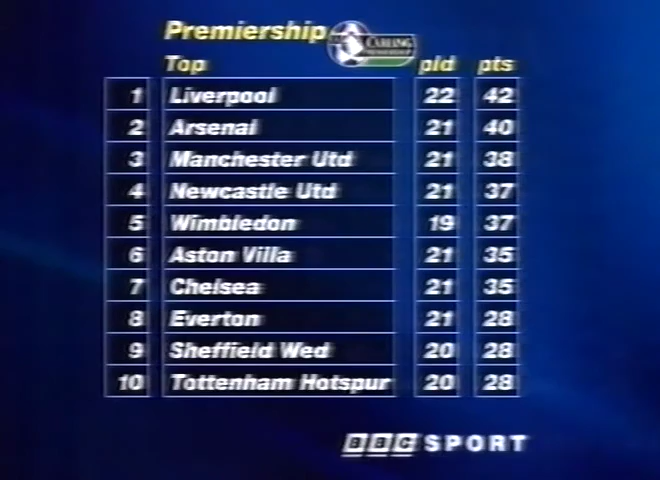 Premiership CARLING PREMIERSHIP
Top pld pts
1 Liverpool 22 42
2 Arsenal 21 40
3 Manchester Utd 21 38
4 Newcastle Utd 21 37
5 Wimbledon 19 37
6 Aston Villa 21 35
7 Chelsea 21 35
8 Everton 21 28
9 Sheffield Wed 20 28
10 Tottenham Hotspur 20 28
BBC SPORT